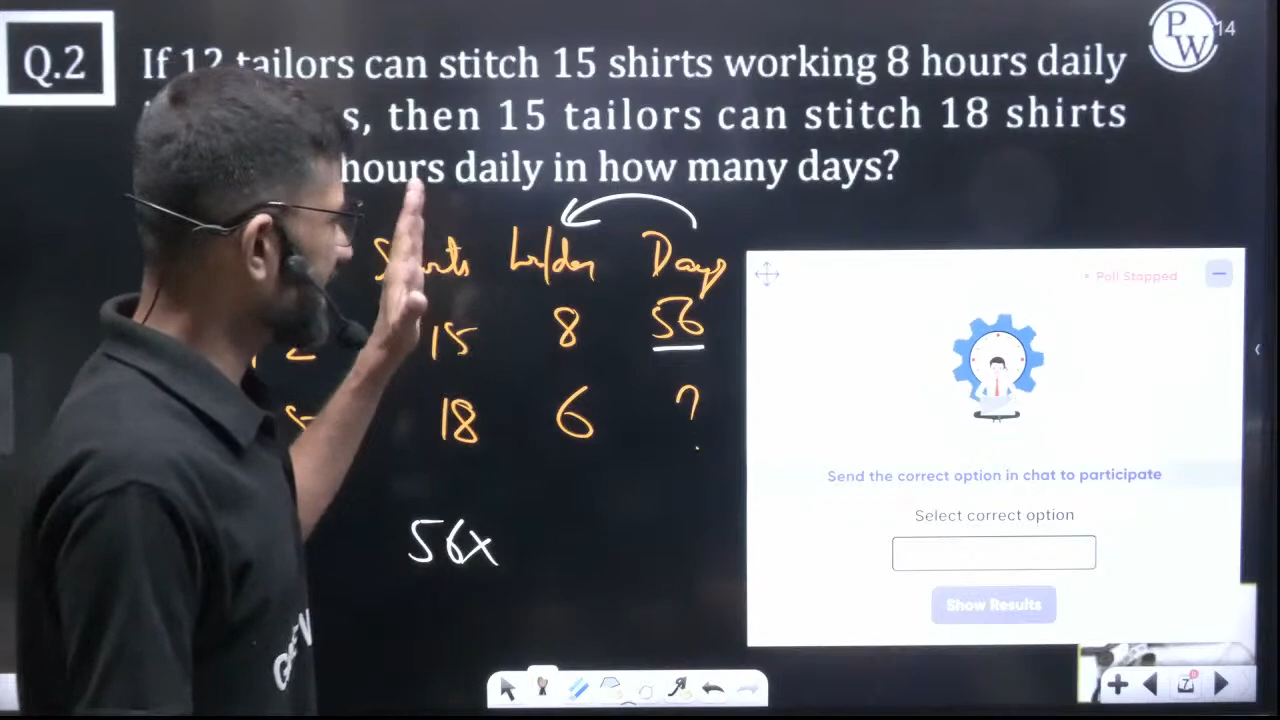 Q.2
If 12 tailors can stitch 15 shirts working 8 hours daily
then 15 tailors can stitch 18 shirts
hours daily in how many days?
PW
14
hr/day Days
15 8 56
18 6 ?
56x
Poll Stopped
Send the correct option in chat to participate
Select correct option
Show Results
7